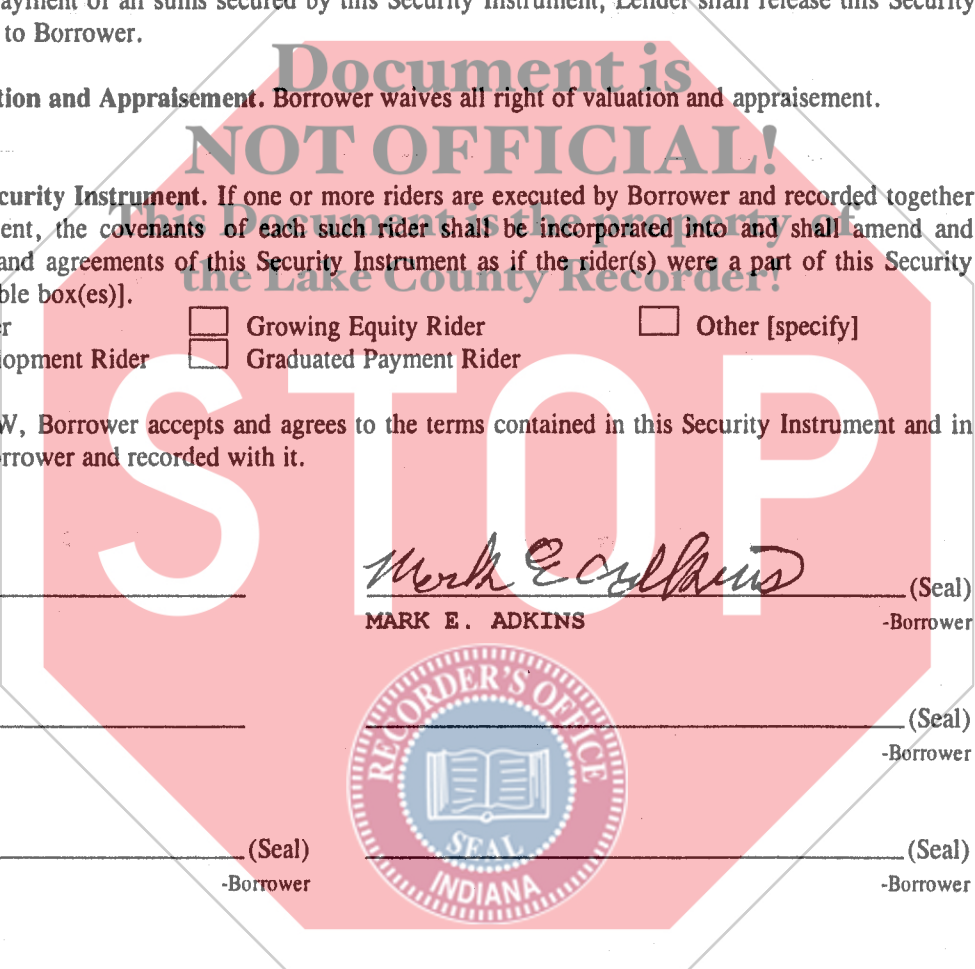 ayment of all sums secured by this Security Instrument, Lender shall release this Security
to Borrower.
Document is
tion and Appraisement. Borrower waives all right of valuation and appraisement.
NOT OFFICIAL!
curity Instrument. If one or more riders are executed by Borrower and recorded together
This Document is the property of
ent, the covenants of each such rider shall be incorporated into and shall amend and
and agreements of this Security Instrument as if the rider(s) were a part of this Security
the Lake County Recorder!
ble box(es)].
er Growing Equity Rider Other [specify]
lopment Rider Graduated Payment Rider
STOP
W, Borrower accepts and agrees to the terms contained in this Security Instrument and in
orrower and recorded with it.
Mark E Adkins (Seal)
MARK E. ADKINS -Borrower
RECORDER'S OFFICE
(Seal)
-Borrower
SEAL
INDIANA
(Seal) (Seal)
-Borrower -Borrower